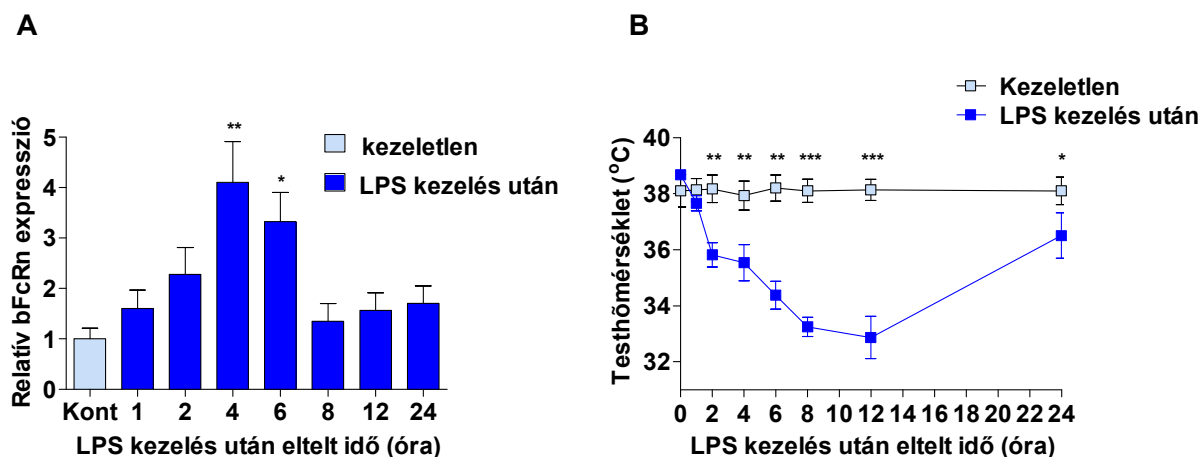 A
Relatív bFcRn expresszió
5
4
3
2
1
0
** 
*
kezeletlen
LPS kezelés után
Kont 1 2 4 6 8 12 24
LPS kezelés után eltelt idő (óra)
B
Kezeletlen
LPS kezelés után
Testhőmérséklet (°C)
40
38
36
34
32
** ** ** *** *** *
0 2 4 6 8 10 12 14 16 18 20 22 24
LPS kezelés után eltelt idő (óra)